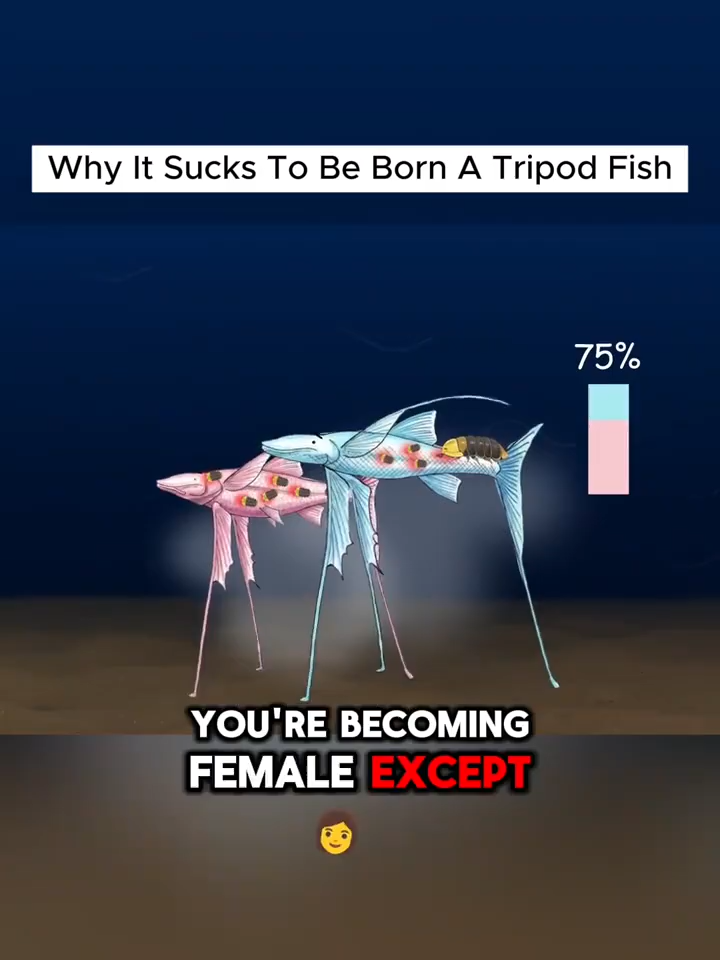 Why It Sucks To Be Born A Tripod Fish
75%
YOU'RE BECOMING
FEMALE EXCEPT